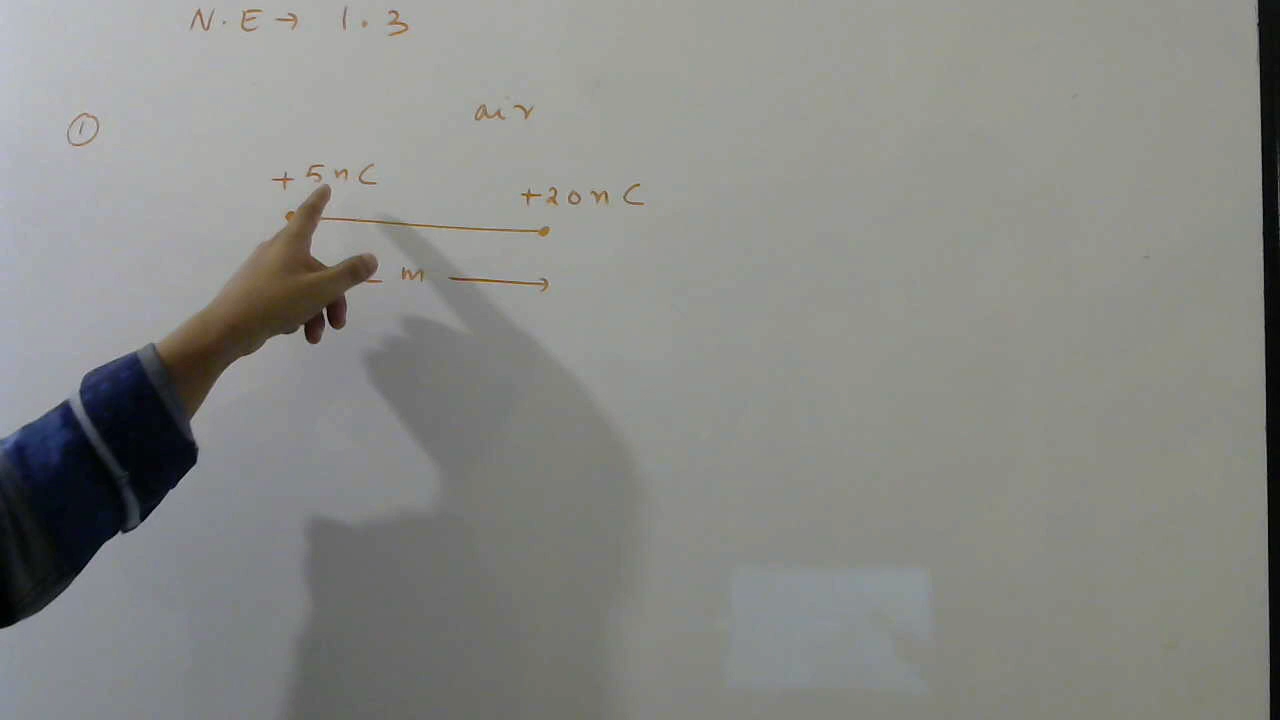 N.E → 1.3
①
air
+5nC
+20nC
m →